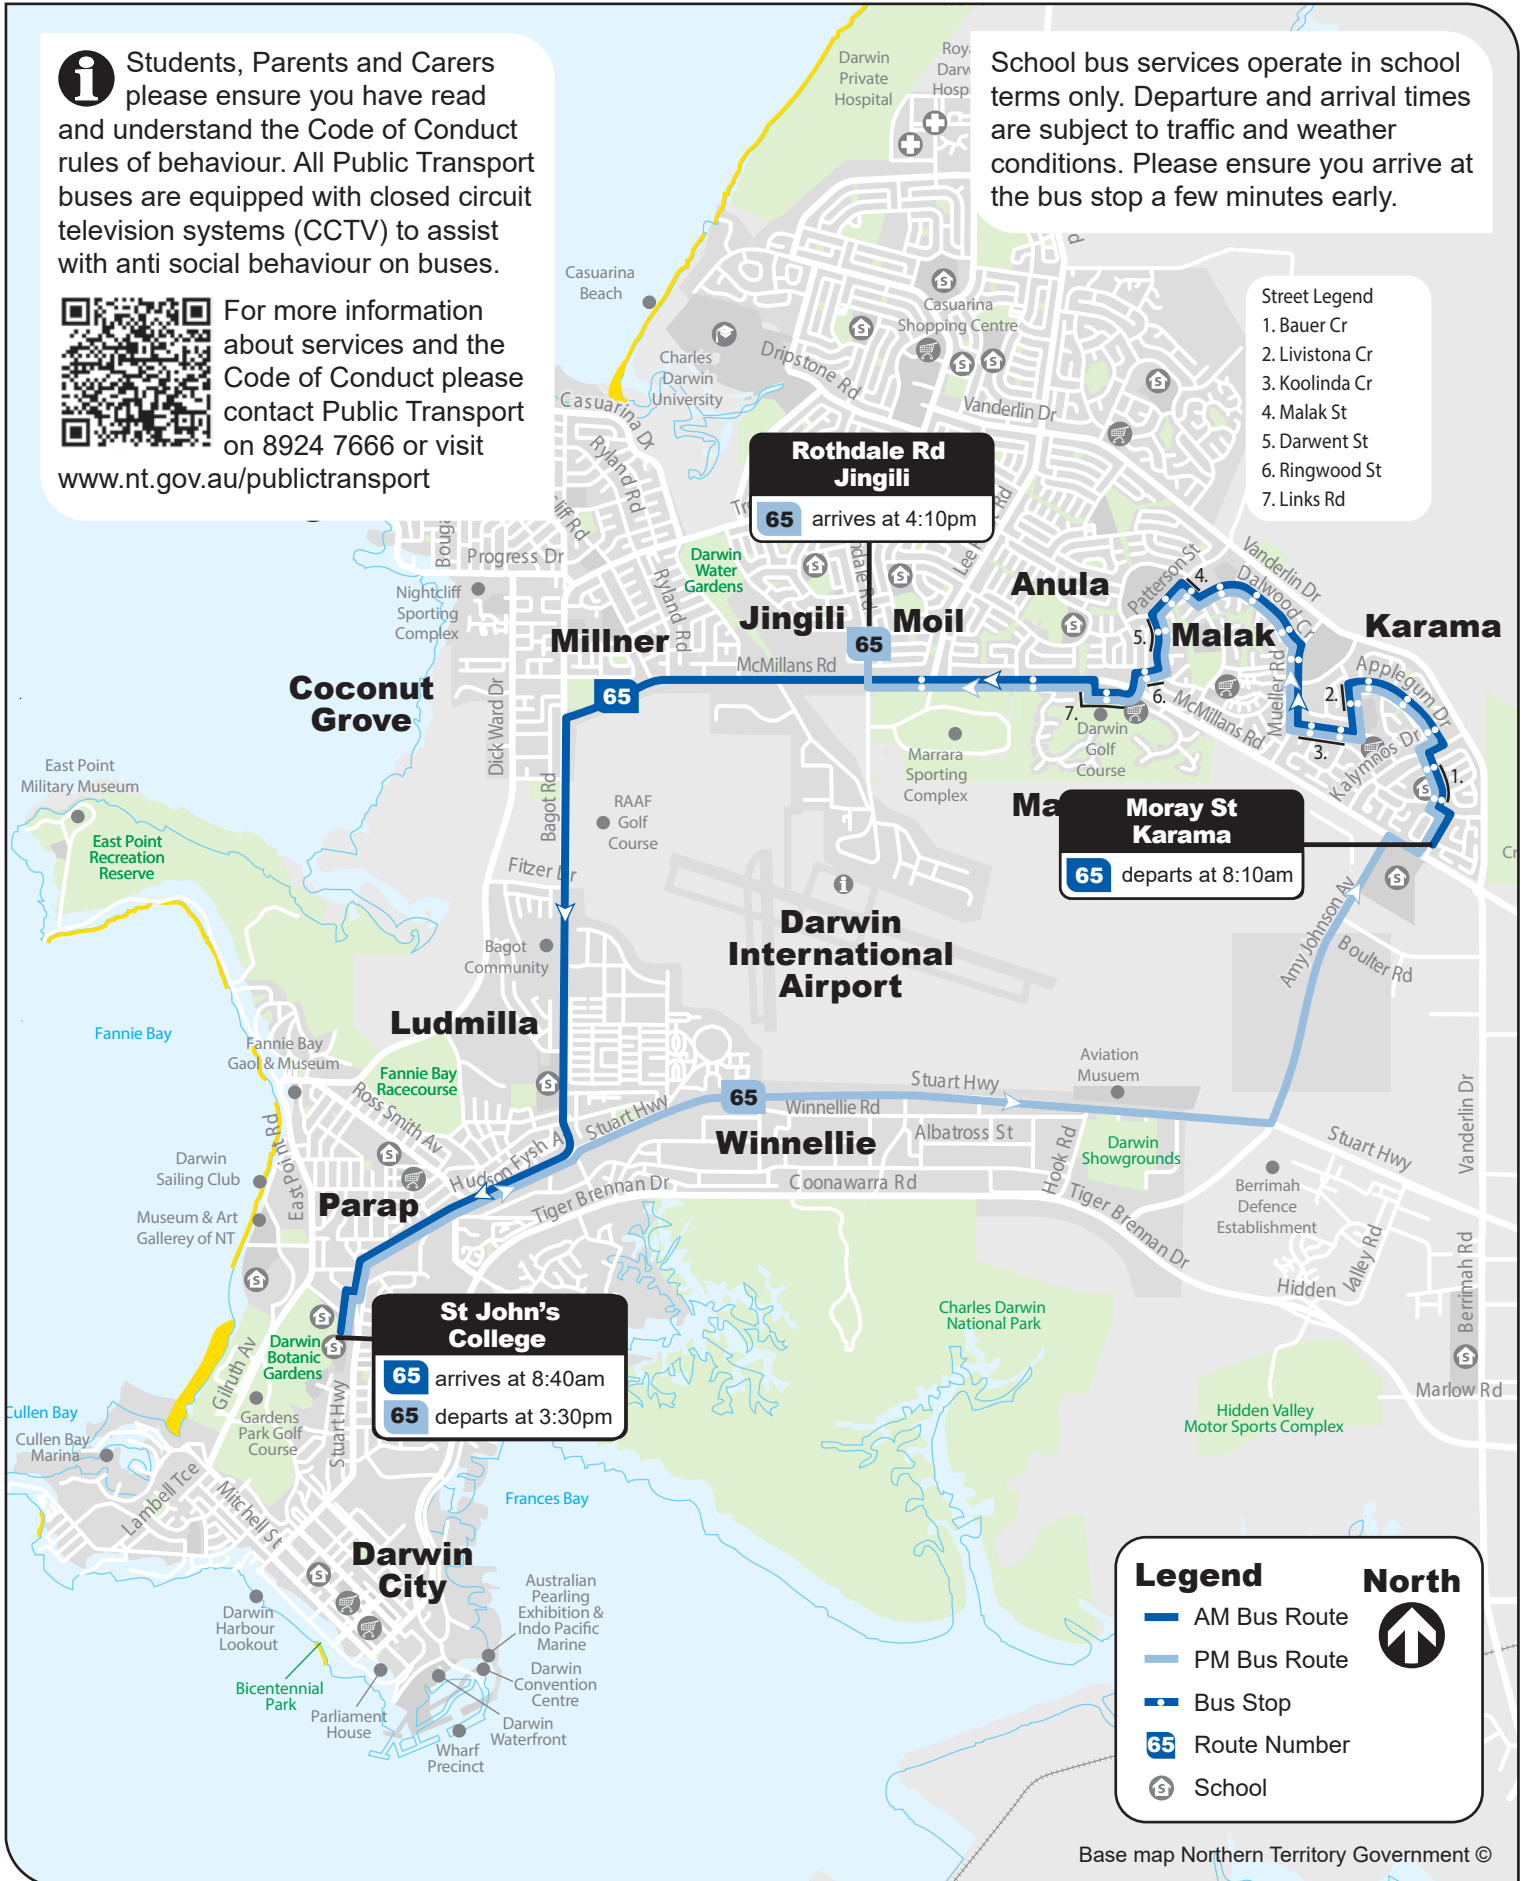 Students, Parents and Carers
please ensure you have read
and understand the Code of Conduct
rules of behaviour. All Public Transport
buses are equipped with closed circuit
television systems (CCTV) to assist
with anti social behaviour on buses.
For more information
about services and the
Code of Conduct please
contact Public Transport
on 8924 7666 or visit
www.nt.gov.au/publictransport
School bus services operate in school
terms only. Departure and arrival times
are subject to traffic and weather
conditions. Please ensure you arrive at
the bus stop a few minutes early.
Street Legend
1. Bauer Cr
2. Livistona Cr
3. Koolinda Cr
4. Malak St
5. Darwent St
6. Ringwood St
7. Links Rd
Darwin
Private
Hospital
Casuarina
Beach
Charles
Darwin
University
Casuarina
Shopping Centre
Dripstone Rd
Vanderlin Dr
Casuarina Dr
Ryland Rd
Progress Dr
Rothdale Rd
Jingili
65 arrives at 4:10pm
Darwin
Water
Gardens
Ryland Rd
Nightcliff
Sporting
Complex
Millner
Jingili
65
Moil
Anula
Patterson St
4.
Vanderlin Dr
Dalwood Cr
5.
Malak
Karama
McMillans Rd
65
Coconut
Grove
Dick Ward Dr
Bagot Rd
6.
7.
McMillans Rd
Mueller Rd
2.
Applegum Dr
3.
Kalymnos Dr
1.
Darwin
Golf
Course
Marrara
Sporting
Complex
Ma
Moray St
Karama
65 departs at 8:10am
East Point
Military Museum
East Point
Recreation
Reserve
RAAF
Golf
Course
Fitzer Dr
Bagot
Community
Darwin
International
Airport
Amy Johnson Av
Boulter Rd
Ludmilla
Fannie Bay
Fannie Bay
Gaol & Museum
Fannie Bay
Racecourse
Ross Smith Av
East Point Rd
Hudson Fysh A
Stuart Hwy
65
Winnellie Rd
Stuart Hwy
Aviation
Musuem
Winnellie
Albatross St
Hook Rd
Darwin
Showgrounds
Stuart Hwy
Vanderlin Dr
Darwin
Sailing Club
Museum & Art
Gallerey of NT
Parap
Tiger Brennan Dr
Coonawarra Rd
Tiger Brennan Dr
Berrimah
Defence
Establishment
Hidden
Valley Rd
Berrimah Rd
St John's
College
65 arrives at 8:40am
65 departs at 3:30pm
Darwin
Botanic
Gardens
Gilruth Av
Gardens
Park Golf
Course
Stuart Hwy
Charles Darwin
National Park
Marlow Rd
Hidden Valley
Motor Sports Complex
Cullen Bay
Cullen Bay
Marina
Lambell Tce
Mitchell St
Frances Bay
Darwin
City
Darwin
Harbour
Lookout
Bicentennial
Park
Parliament
House
Australian
Pearling
Exhibition &
Indo Pacific
Marine
Darwin
Convention
Centre
Darwin
Waterfront
Wharf
Precinct
Legend
North
AM Bus Route
PM Bus Route
Bus Stop
65 Route Number
School
Base map Northern Territory Government ©